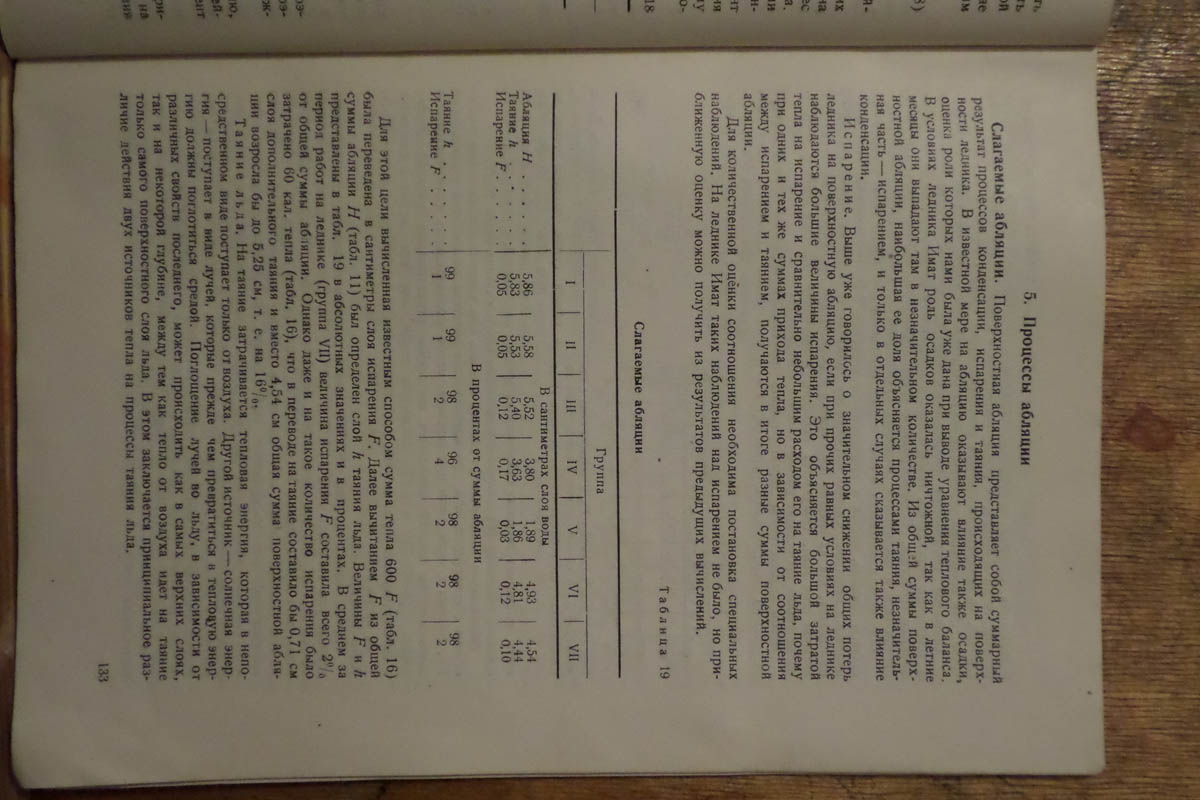 5. Процессы абляции
Слагаемые абляции. Поверхностная абляция представляет собой суммарный
результат процессов конденсации, испарения и таяния, происходящих на поверх-
ности ледника. В известной мере на абляцию оказывают влияние также осадки,
оценка роли которых нами была уже дана при выводе уравнения теплового баланса.
В условиях ледника Имат роль осадков оказалась ничтожной, так как в летние
месяцы они выпадают там в незначительном количестве. Из общей суммы поверх-
ностной абляции, наибольшая ее доля объясняется процессами таяния, незначитель-
ная часть — испарением, и только в отдельных случаях сказывается также влияние
конденсации.
Испарение. Выше уже говорилось о значительном снижении общих потерь
ледника на поверхностную абляцию, если при прочих равных условиях на леднике
наблюдаются большие величины испарения. Это объясняется большой затратой
тепла на испарение и сравнительно небольшим расходом его на таяние льда, почему
при одних и тех же суммах прихода тепла, но в зависимости от соотношения
между испарением и таянием, получаются в итоге разные суммы поверхностной
абляции.
Для количественной оценки соотношения необходима постановка специальных
наблюдений. На леднике Имат таких наблюдений над испарением не было, но при-
ближенную оценку можно получить из результатов предыдущих вычислений.
Таблица 19
Слагаемые абляции
Группа
I II III IV V VI VII
В сантиметрах слоя воды
Абляция H . . . . . 5,86 5,58 5,52 3,80 1,89 4,93 4,54
Таяние h . . . . . 5,83 5,53 5,40 3,63 1,86 4,81 4,44
Испарение F . . . . 0,05 0,05 0,12 0,17 0,03 0,12 0,10
В процентах от суммы абляции
Таяние h . . . . . 99 99 98 96 98 98 98
Испарение F . . . . 1 1 2 4 2 2 2
Для этой цели вычисленная известным способом сумма тепла 600 F (табл. 16)
была переведена в сантиметры слоя испарения F. Далее вычитанием F из общей
суммы абляции H (табл. 11) был определен слой h таяния льда. Величины F и h
представлены в табл. 19 в абсолютных значениях и в процентах. В среднем за
период работ на леднике (группа VII) величина испарения F составила всего 2%
от общей суммы абляции. Однако даже и на такое количество испарения было
затрачено 60 кал. тепла (табл. 16), что в переводе на таяние составило бы 0,71 см
слоя дополнительного таяния и вместо 4,54 см общая сумма поверхностной абля-
ции возросла бы до 5,25 см, т. е. на 16%.
Таяние льда. На таяние затрачивается тепловая энергия, которая в непо-
средственном виде поступает только от воздуха. Другой источник — солнечная энер-
гия — поступает в виде лучей, которые прежде чем превратиться в тепловую энер-
гию должны поглотиться средой. Поглощение лучей во льду, в зависимости от
различных свойств последнего, может происходить как в самых верхних слоях,
так и на некоторой глубине, между тем как тепло от воздуха идет на таяние
только самого поверхностного слоя льда. В этом заключается принципиальное раз-
личие действия двух источников тепла на процессы таяния льда.
133
18